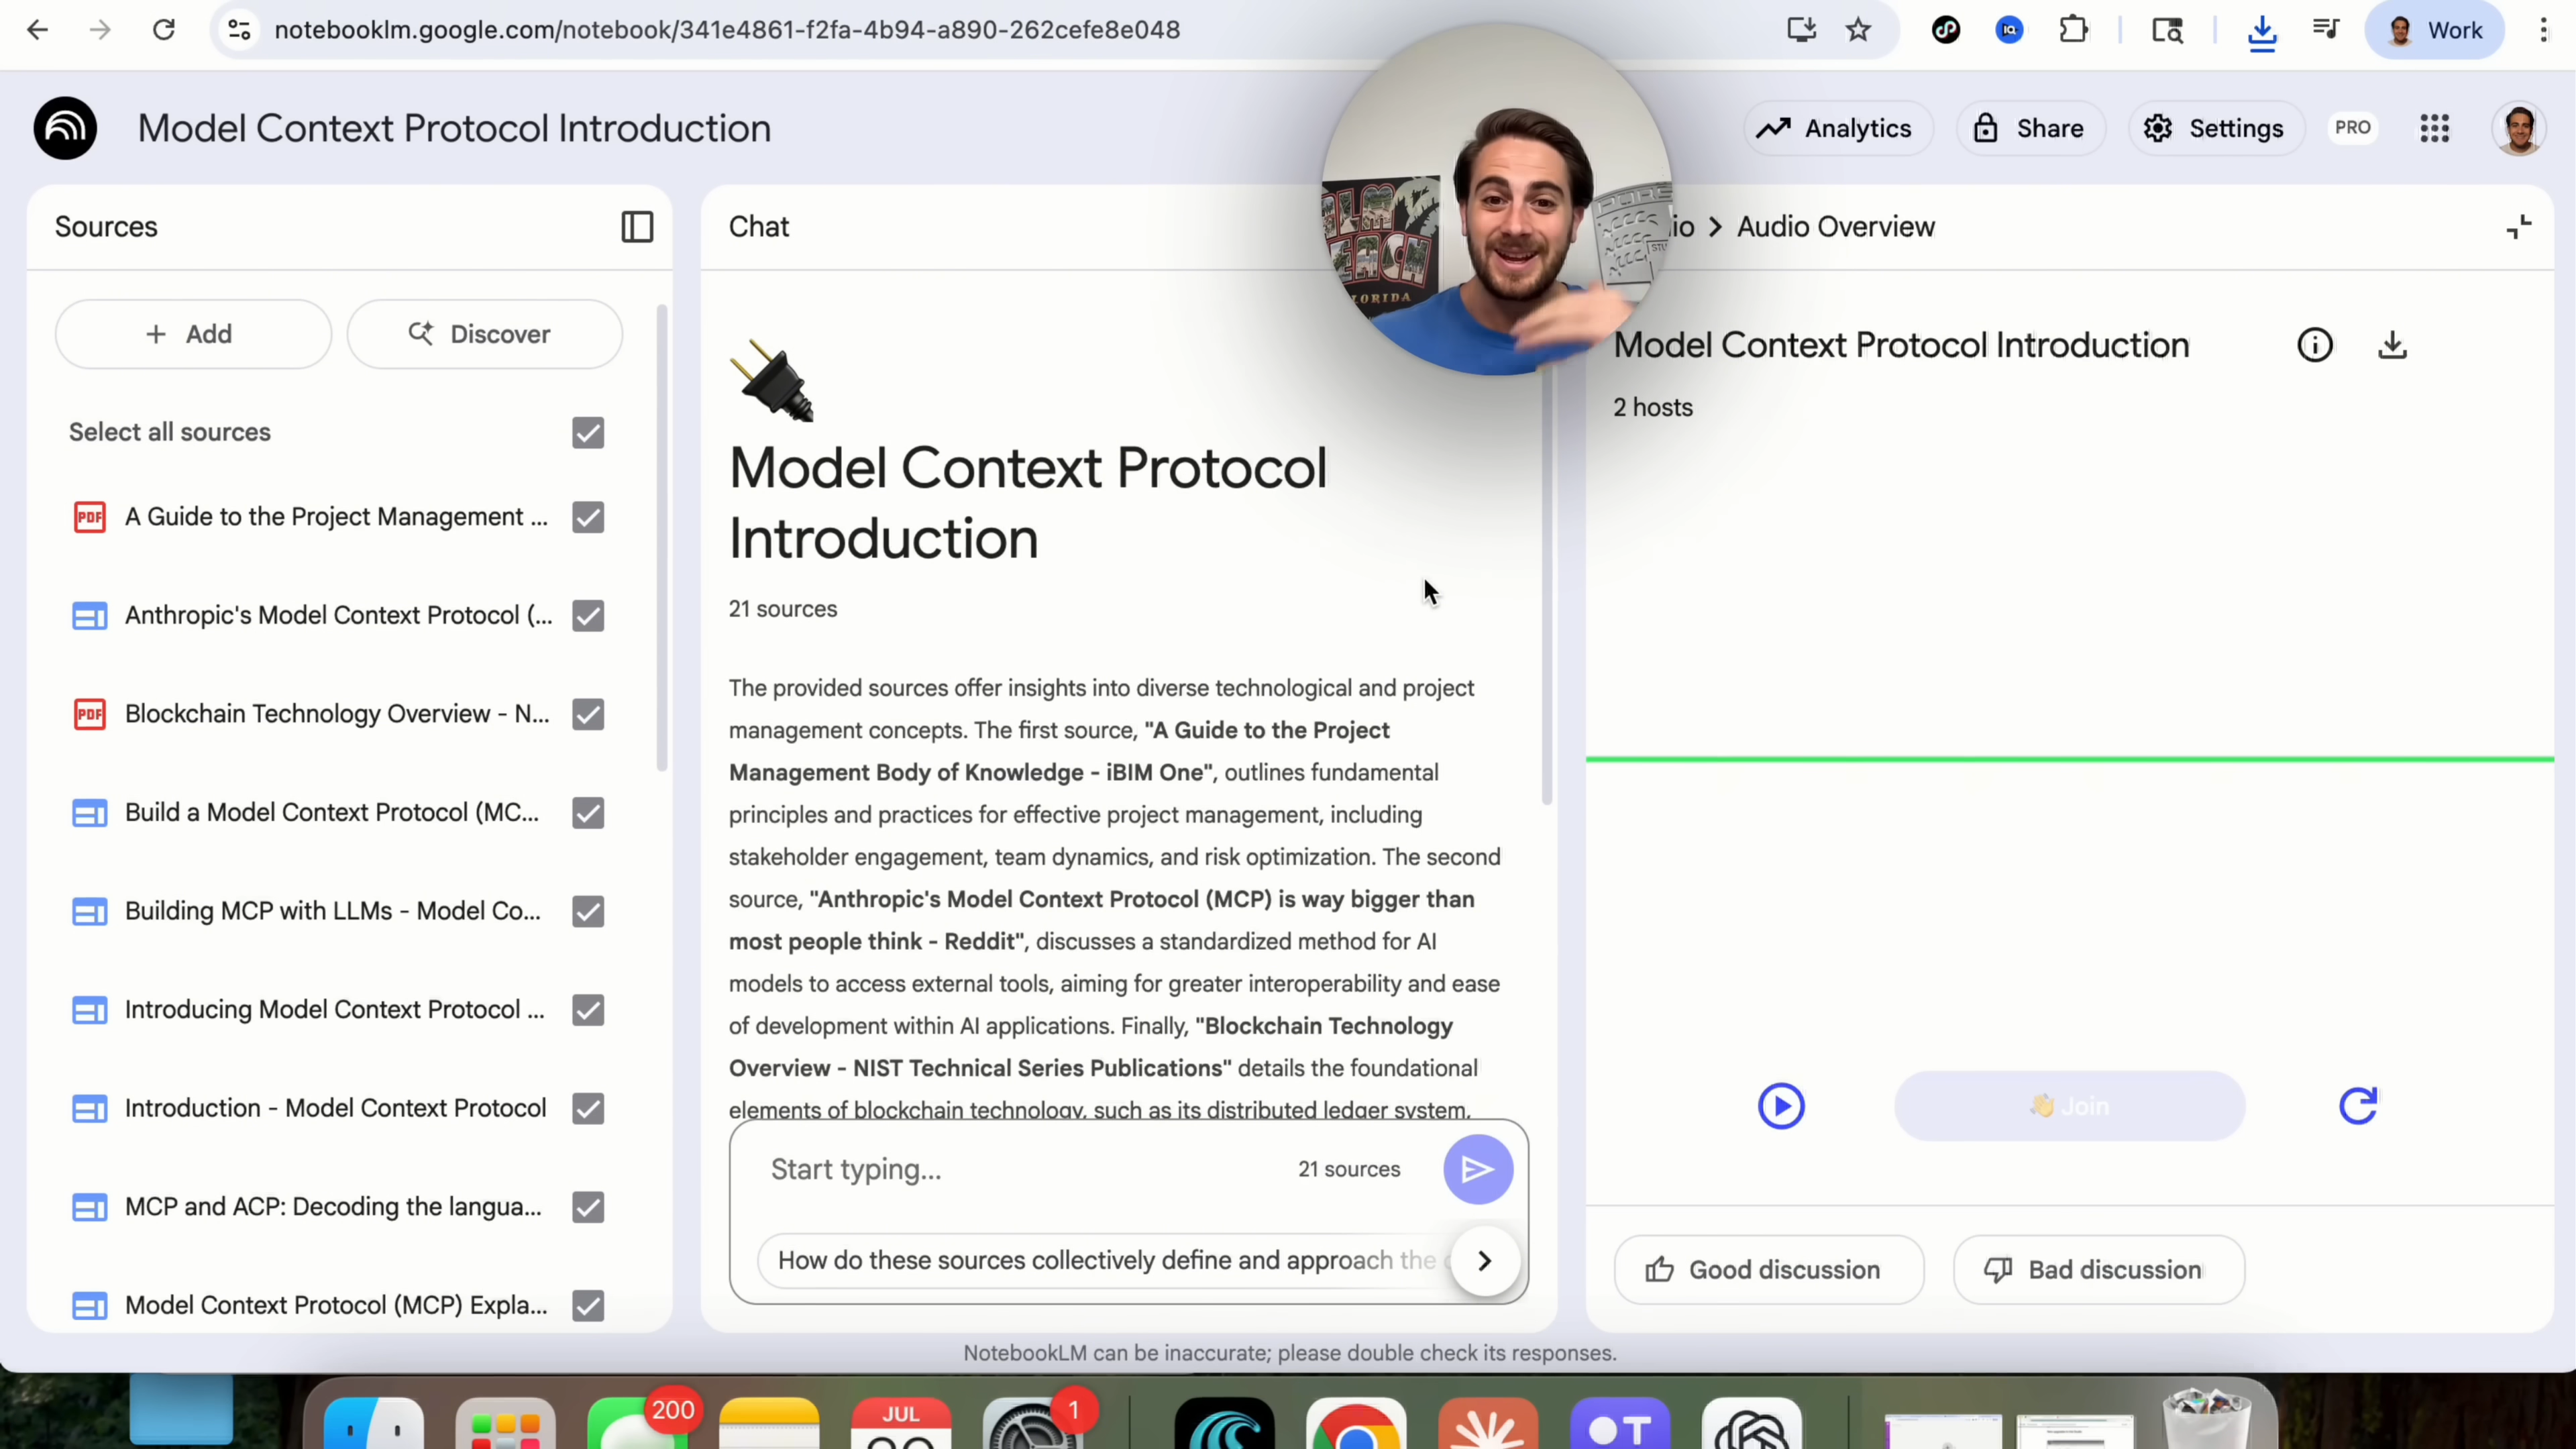 notebooklm.google.com/notebook/341e4861-f2fa-4b94-a890-262cefe8e048
Work
Model Context Protocol Introduction
Analytics
Share
Settings
PRO
Sources
Chat
Audio Overview
Add
Discover
Select all sources
A Guide to the Project Management ...
Anthropic's Model Context Protocol (...
Blockchain Technology Overview - N...
Build a Model Context Protocol (MC...
Building MCP with LLMs - Model Co...
Introducing Model Context Protocol ...
Introduction - Model Context Protocol
MCP and ACP: Decoding the langua...
Model Context Protocol (MCP) Expla...
PDF
PDF
Model Context Protocol
Introduction
21 sources
The provided sources offer insights into diverse technological and project
management concepts. The first source, "A Guide to the Project
Management Body of Knowledge - iBIM One", outlines fundamental
principles and practices for effective project management, including
stakeholder engagement, team dynamics, and risk optimization. The second
source, "Anthropic's Model Context Protocol (MCP) is way bigger than
most people think - Reddit", discusses a standardized method for AI
models to access external tools, aiming for greater interoperability and ease
of development within AI applications. Finally, "Blockchain Technology
Overview - NIST Technical Series Publications" details the foundational
elements of blockchain technology, such as its distributed ledger system,
Start typing...
21 sources
How do these sources collectively define and approach the
Model Context Protocol Introduction
2 hosts
👋 Join
Good discussion
Bad discussion
NotebookLM can be inaccurate; please double check its responses.
200
JUL
1
T